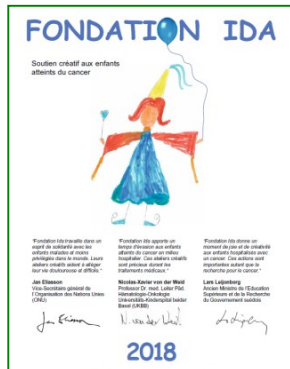 FONDATION IDA
Soutien créatif aux enfants
atteints du cancer
"Fondation Ida travaille dans un
esprit de solidarité avec les
enfants malades et moins
privilégiés dans le monde. Leurs
ateliers créatifs aident à alléger
leur vie douloureuse et difficile."
Jan Eliasson
Vice-Secrétaire général de
l'Organisation des Nations Unies
(ONU)
"Fondation Ida apporte un
temps d'évasion aux enfants
atteints du cancer en milieu
hospitalier. Ces ateliers créatifs
sont précieux durant les
traitements médicaux."
Nicolas-Xavier von der Weid
Professor Dr. med. Leiter Päd.
Hämatologie-Onkologie
Universitäts-Kinderspital beider
Basel (UKBB)
"Fondation Ida donne un
moment de joie et de créativité
aux enfants hospitalisés avec
un cancer. Ces actions sont
importantes autant que la
recherche pour le cancer."
Lars Leijonborg
Ancien Ministre de l'Education
Supérieure et de la Recherche
du Gouvernement suédois
2018